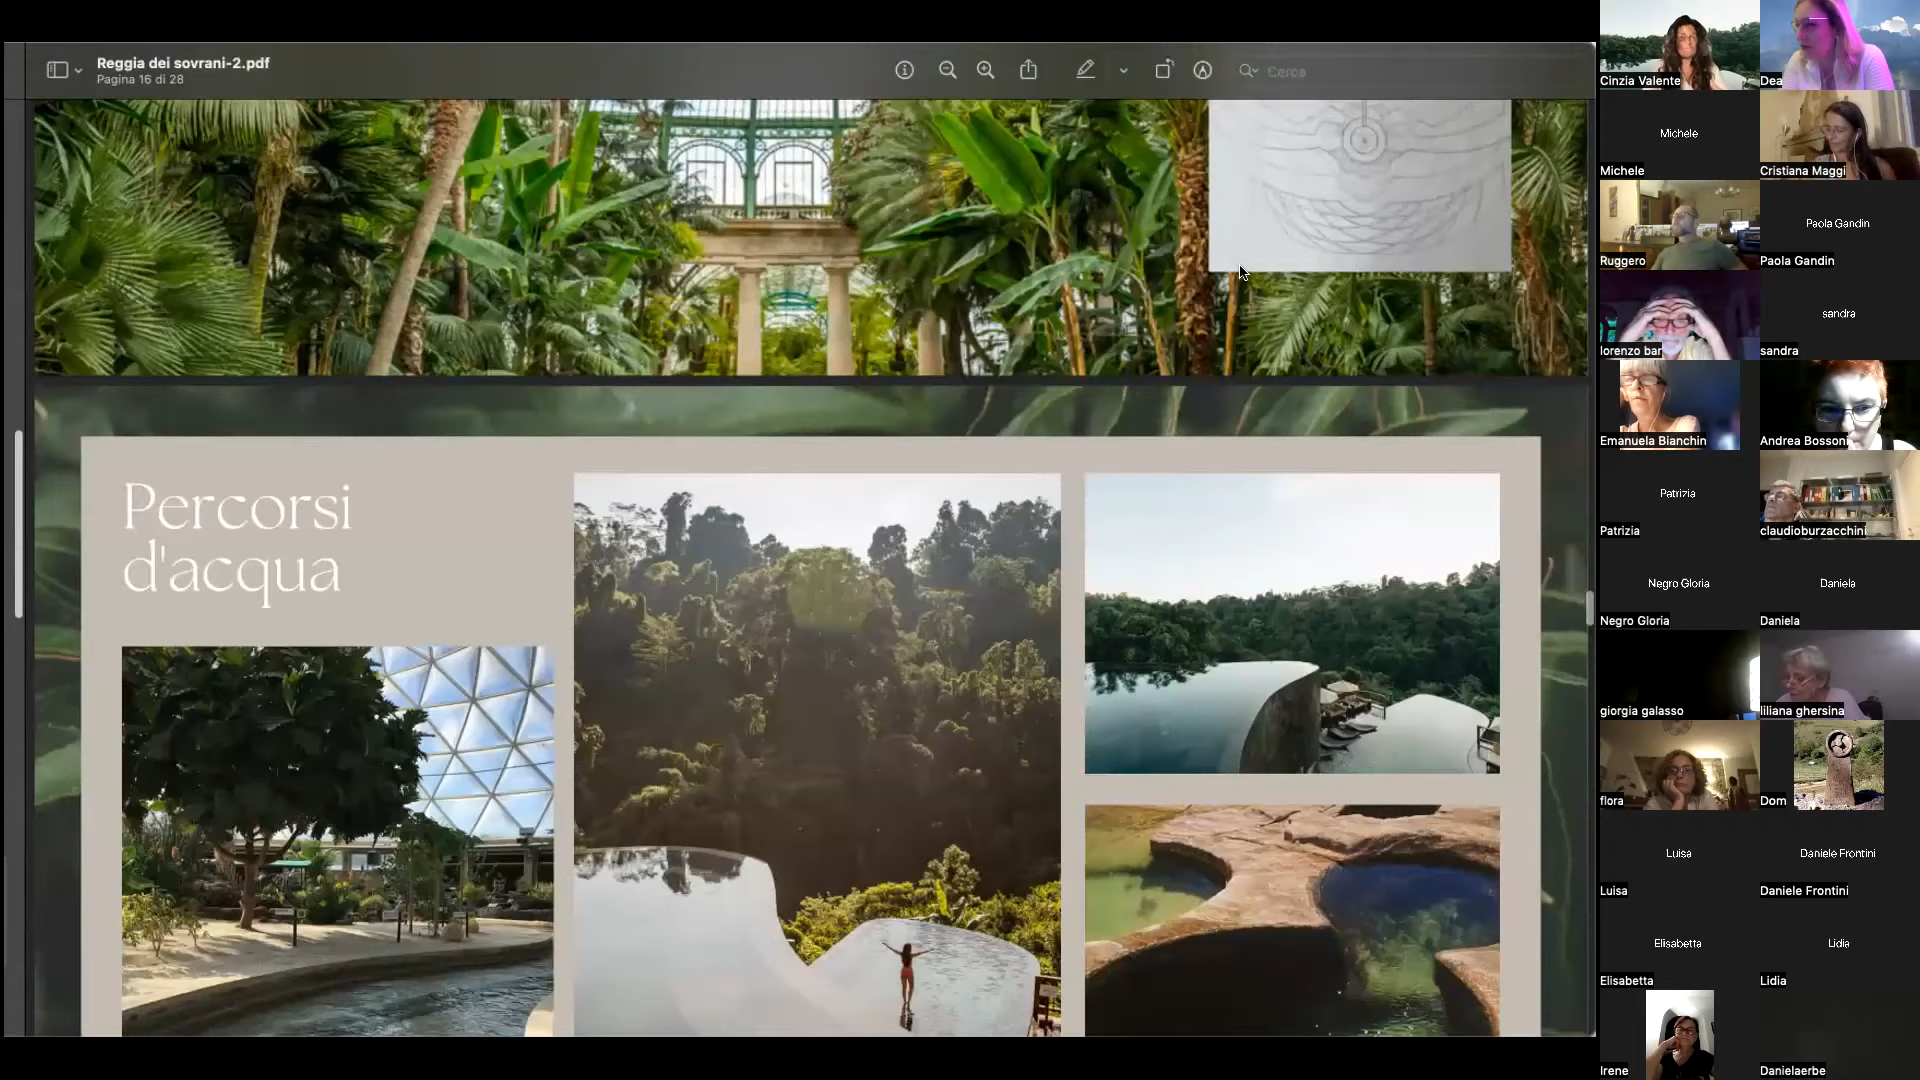 Reggia dei sovrani-2.pdf
Pagina 16 di 28
Cerca
Percorsi
d'acqua
Cinzia Valente
Dea
Michele
Michele
Cristiana Maggi
Ruggero
Paola Gandin
Paola Gandin
lorenzo bar
sandra
sandra
Emanuela Bianchin
Andrea Bossoni
Patrizia
Patrizia
claudioburzacchini
Negro Gloria
Negro Gloria
Daniela
Daniela
giorgia galasso
liliana ghersina
flora
Dom
Luisa
Luisa
Daniele Frontini
Daniele Frontini
Elisabetta
Elisabetta
Lidia
Lidia
Irene
Danielaerbe